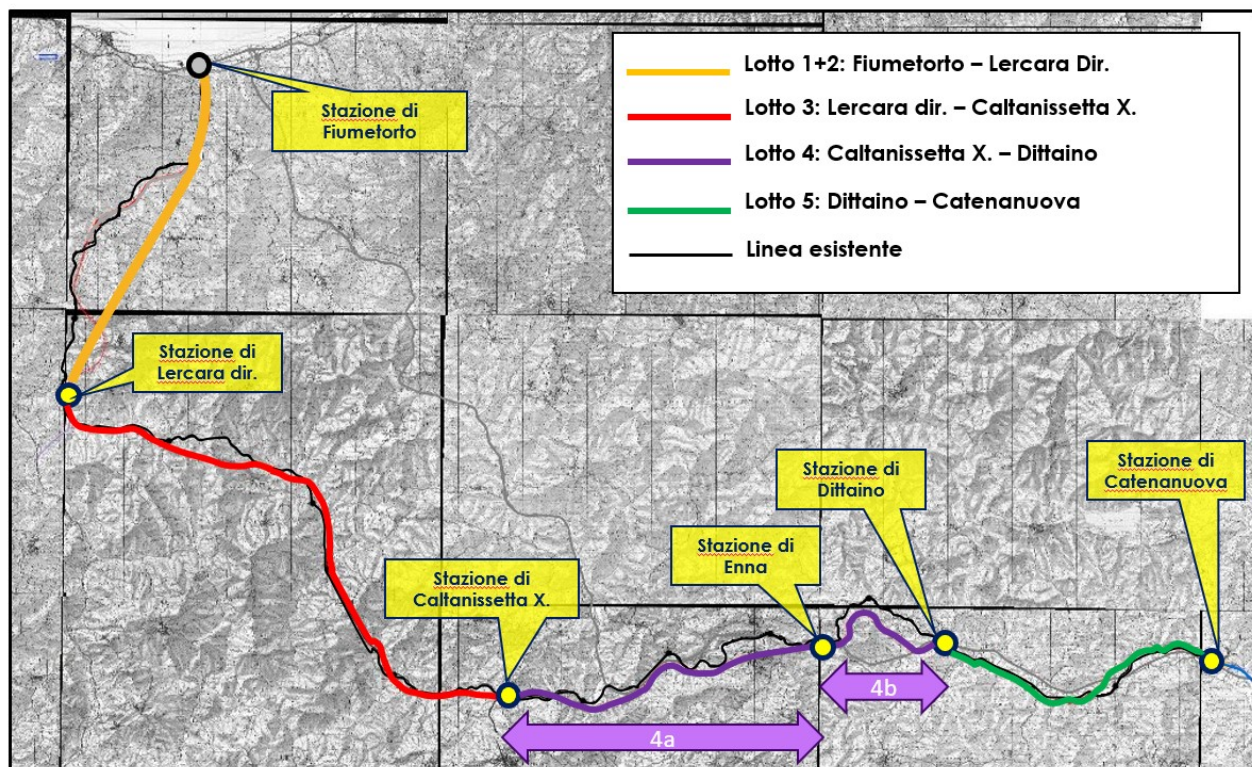 Lotto 1+2: Fiumetorto – Lercara Dir.
Lotto 3: Lercara dir. – Caltanissetta X.
Lotto 4: Caltanissetta X. – Dittaino
Lotto 5: Dittaino – Catenanuova
Linea esistente
Stazione di
Fiumetorto
Stazione di
Lercara dir.
Stazione di
Caltanissetta X.
Stazione di
Enna
Stazione di
Dittaino
Stazione di
Catenanuova
4a
4b